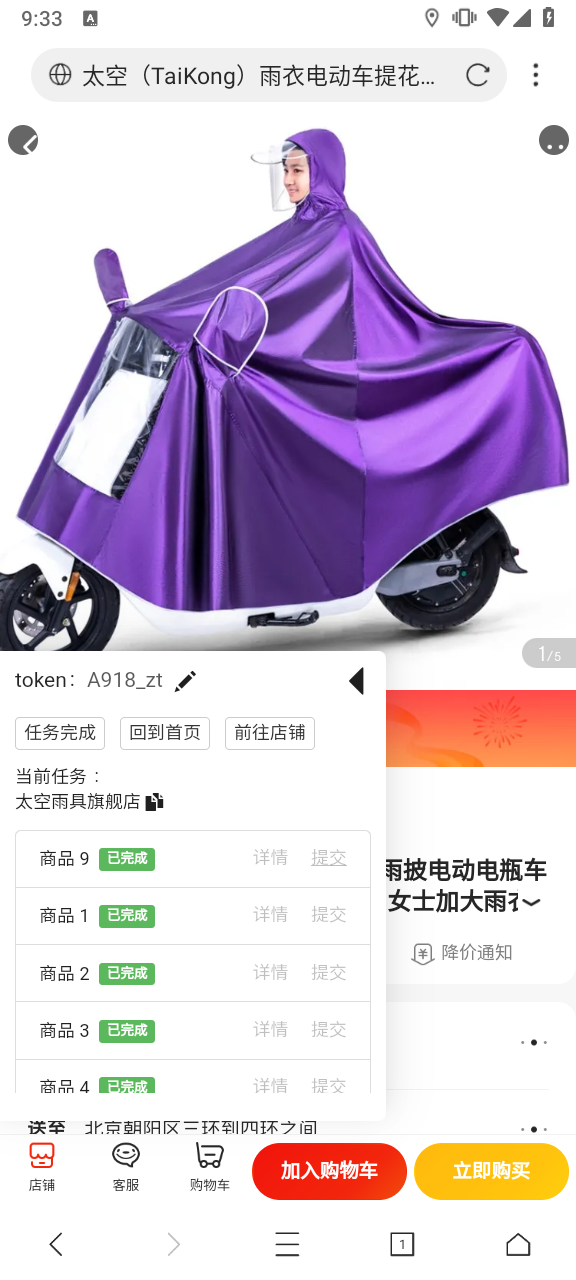 9:33 A
太空（TaiKong）雨衣电动车提花...
1/5
token： A918_zt
任务完成 回到首页 前往店铺
当前任务：
太空雨具旗舰店
商品 9 已完成 详情 提交
商品 1 已完成 详情 提交
商品 2 已完成 详情 提交
商品 3 已完成 详情 提交
商品 4 已完成 详情 提交
雨披电动电瓶车
女士加大雨衣
降价通知
送至 北京朝阳区三环到四环之间
店铺 客服 购物车 加入购物车 立即购买
1